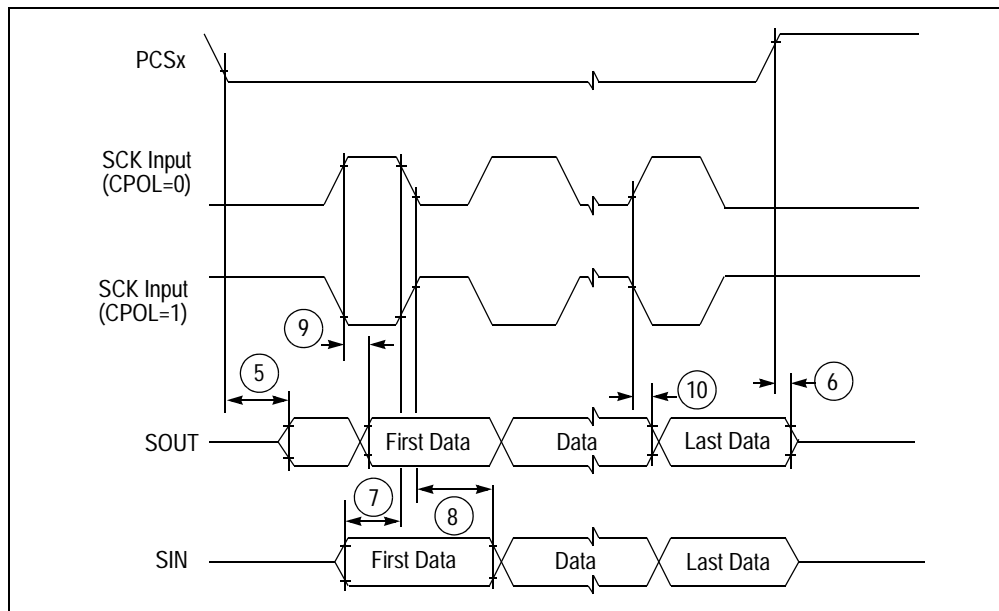 PCSx
SCK Input
(CPOL=0)
SCK Input
(CPOL=1)
9
5
10
6
SOUT
First Data
Data
Last Data
7
8
SIN
First Data
Data
Last Data